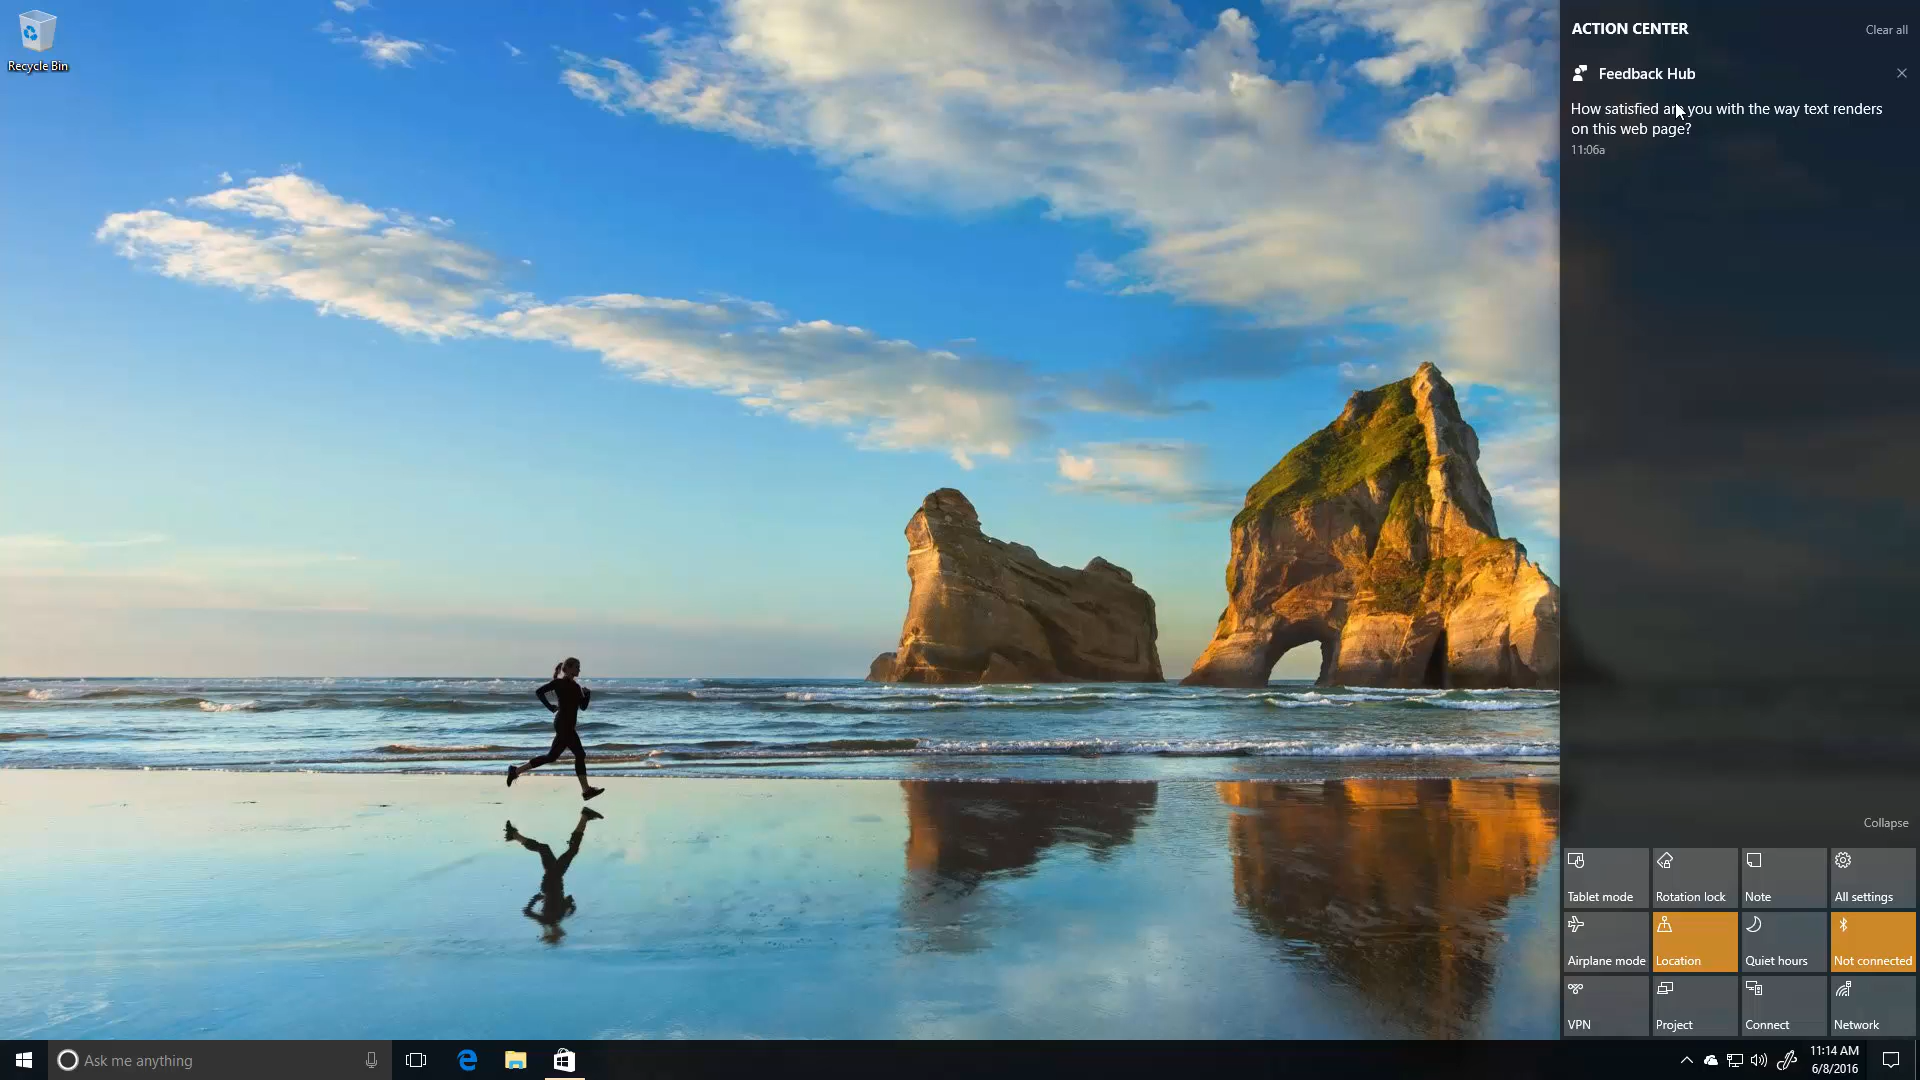 Recycle Bin
ACTION CENTER
Clear all
Feedback Hub
How satisfied are you with the way text renders
on this web page?
11:06a
Collapse
Tablet mode
Rotation lock
Note
All settings
Airplane mode
Location
Quiet hours
Not connected
VPN
Project
Connect
Network
Ask me anything
11:14 AM
6/8/2016